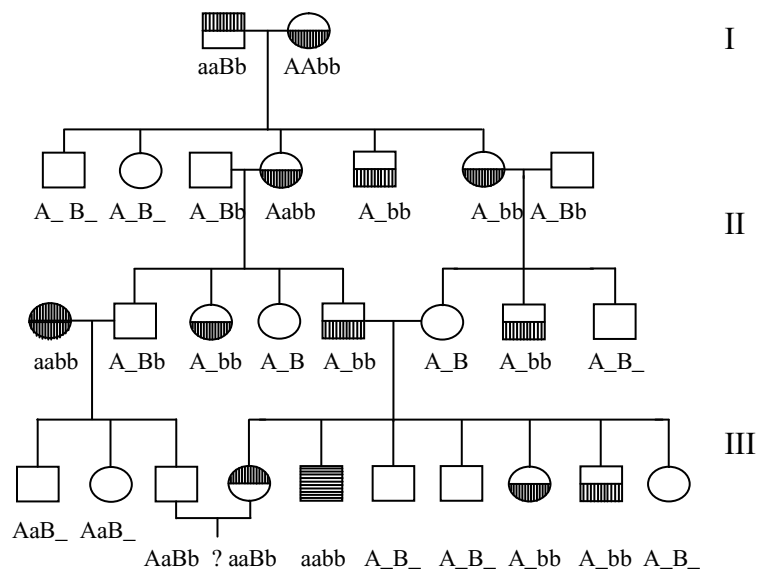 I
aaBb AAbb
A_ B_ A_B_ A_Bb Aabb A_bb A_bb A_Bb
II
aabb A_Bb A_bb A_B A_bb A_B A_bb A_B_
III
AaB_ AaB_
AaBb ? aaBb aabb A_B_ A_B_ A_bb A_bb A_B_